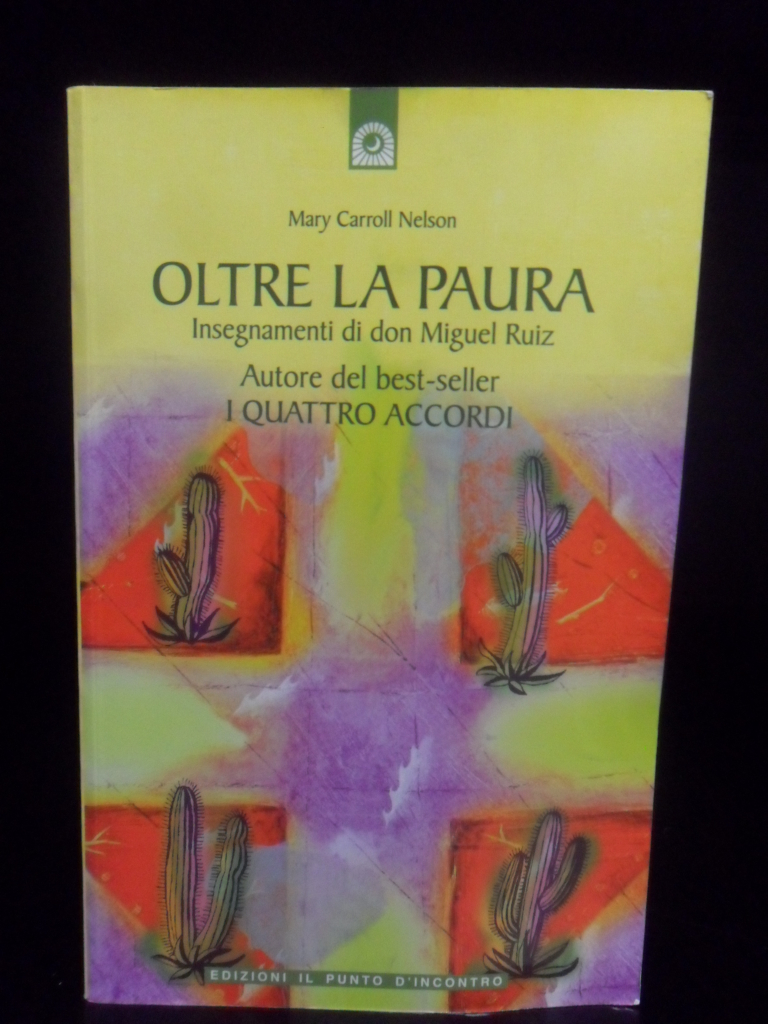 Mary Carroll Nelson
OLTRE LA PAURA
Insegnamenti di don Miguel Ruiz
Autore del best-seller
I QUATTRO ACCORDI
EDIZIONI IL PUNTO D'INCONTRO